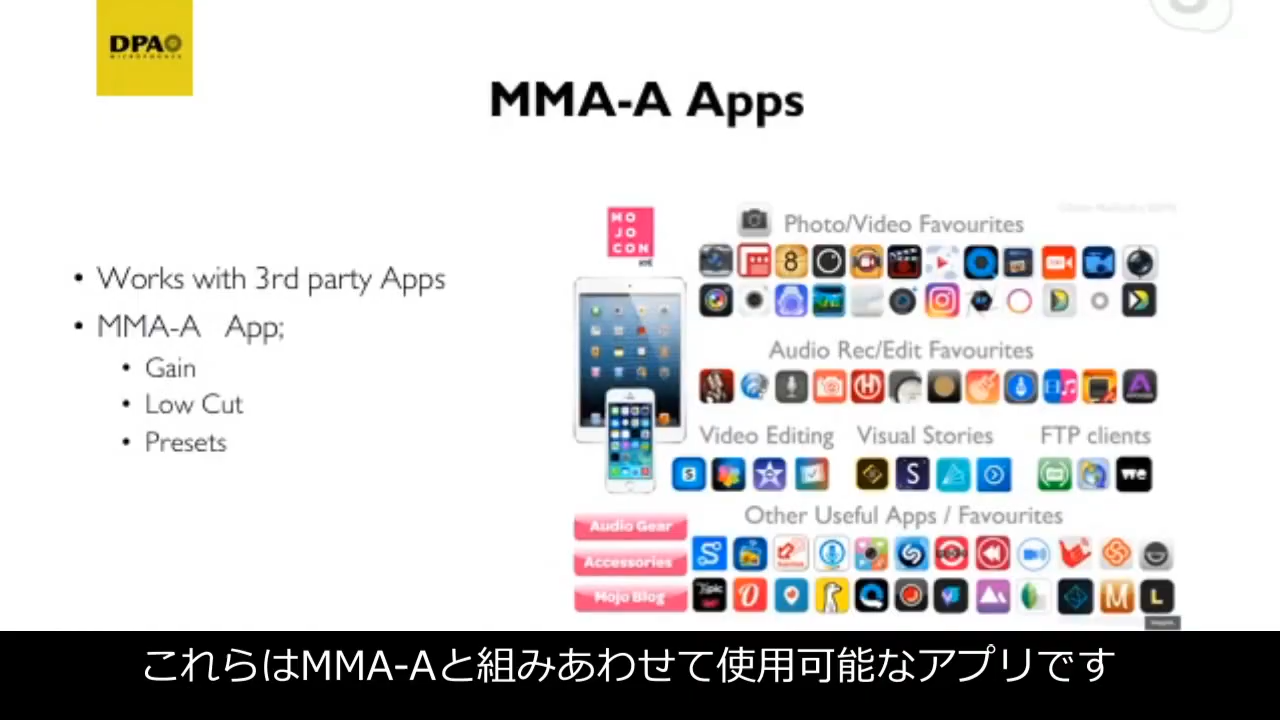 DPA
MICROPHONES
MMA-A Apps
• Works with 3rd party Apps
• MMA-A App;
• Gain
• Low Cut
• Presets
MO
JO
CON
Photo/Video Favourites
8
Audio Rec/Edit Favourites
H
Video Editing
Visual Stories
FTP clients
S
S
we
Other Useful Apps / Favourites
Audio Gear
Accessories
Mojo Blog
M
L
これらはMMA-Aと組みあわせて使用可能なアプリです